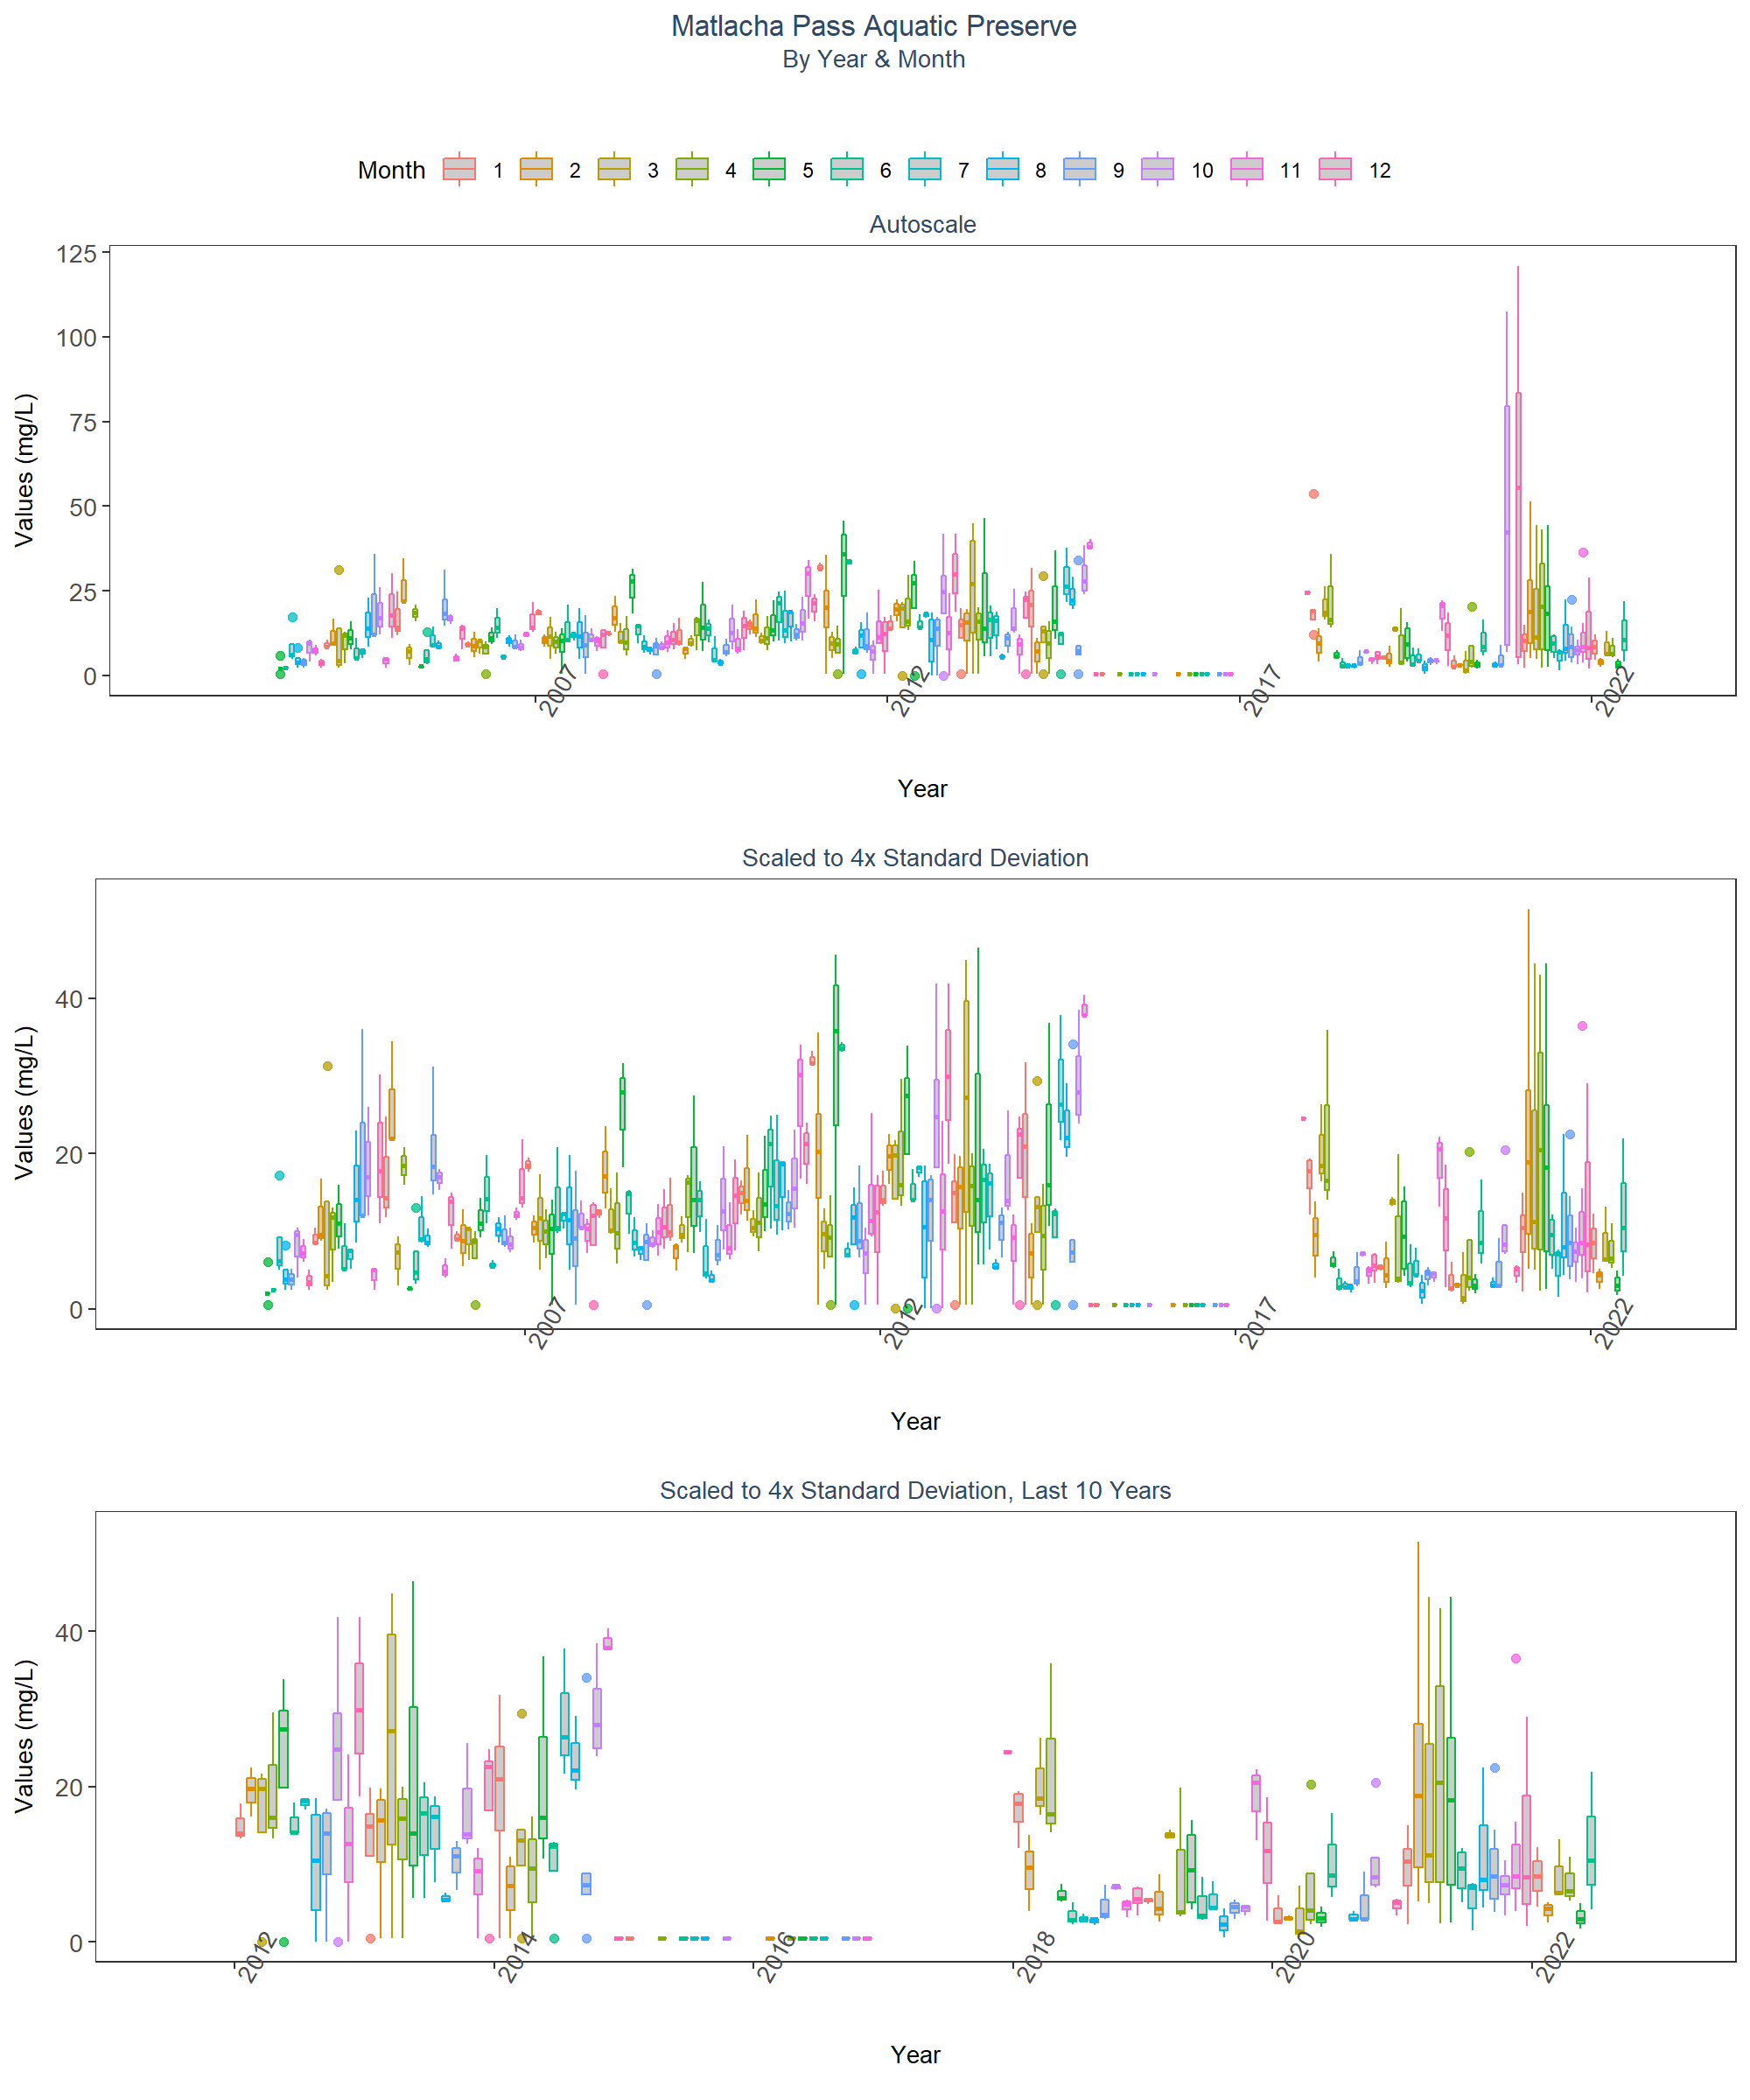 Matlacha Pass Aquatic Preserve
By Year & Month
Month 1 2 3 4 5 6 7 8 9 10 11 12
Autoscale
125
100
75
50
25
0
Values (mg/L)
2007 2012 2017 2022
Year
Scaled to 4x Standard Deviation
40
20
0
Values (mg/L)
2007 2012 2017 2022
Year
Scaled to 4x Standard Deviation, Last 10 Years
40
20
0
Values (mg/L)
2012 2014 2016 2018 2020 2022
Year